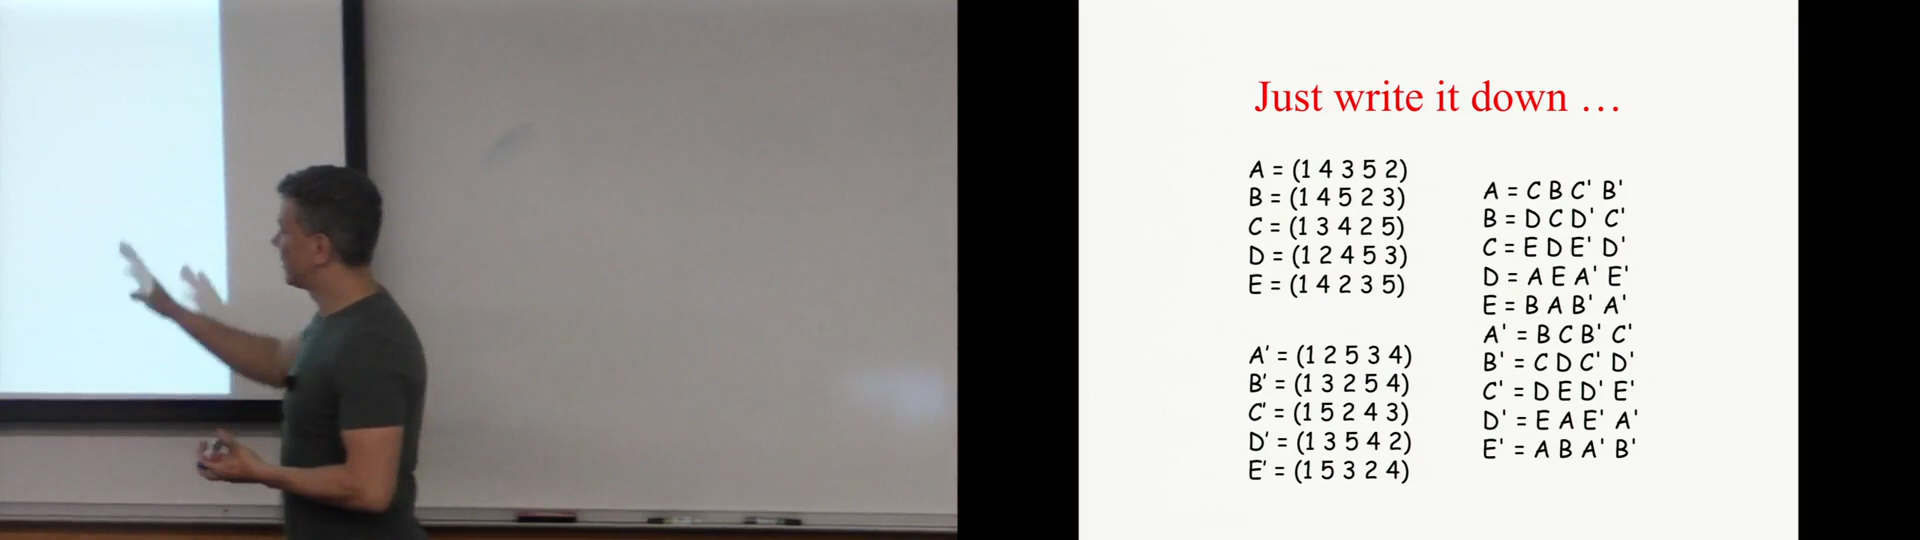 Just write it down …
A = (1 4 3 5 2)
B = (1 4 5 2 3)
C = (1 3 4 2 5)
D = (1 2 4 5 3)
E = (1 4 2 3 5)
A′ = (1 2 5 3 4)
B′ = (1 3 2 5 4)
C′ = (1 5 2 4 3)
D′ = (1 3 5 4 2)
E′ = (1 5 3 2 4)
A = C B C' B'
B = D C D' C'
C = E D E' D'
D = A E A' E'
E = B A B' A'
A' = B C B' C'
B' = C D C' D'
C' = D E D' E'
D' = E A E' A'
E' = A B A' B'